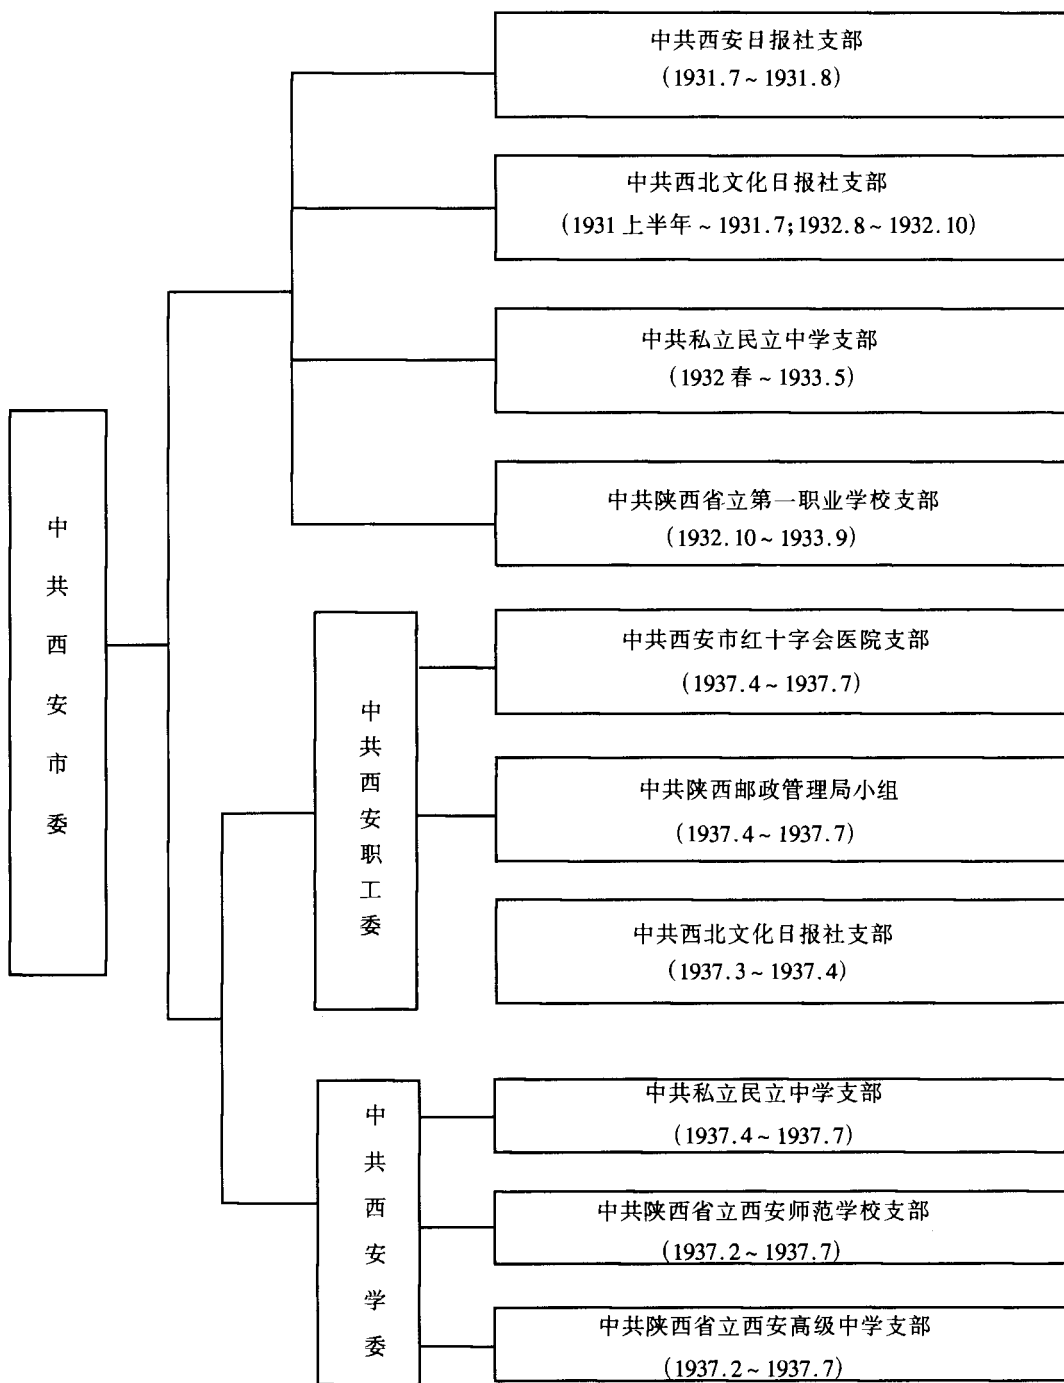 中共西安市委
中共西安日报社支部
(1931.7~1931.8)
中共西北文化日报社支部
(1931上半年~1931.7;1932.8~1932.10)
中共私立民立中学支部
(1932春~1933.5)
中共陕西省立第一职业学校支部
(1932.10~1933.9)
中共西安职工委
中共西安市红十字会医院支部
(1937.4~1937.7)
中共陕西邮政管理局小组
(1937.4~1937.7)
中共西北文化日报社支部
(1937.3~1937.4)
中共西安学委
中共私立民立中学支部
(1937.4~1937.7)
中共陕西省立西安师范学校支部
(1937.2~1937.7)
中共陕西省立西安高级中学支部
(1937.2~1937.7)